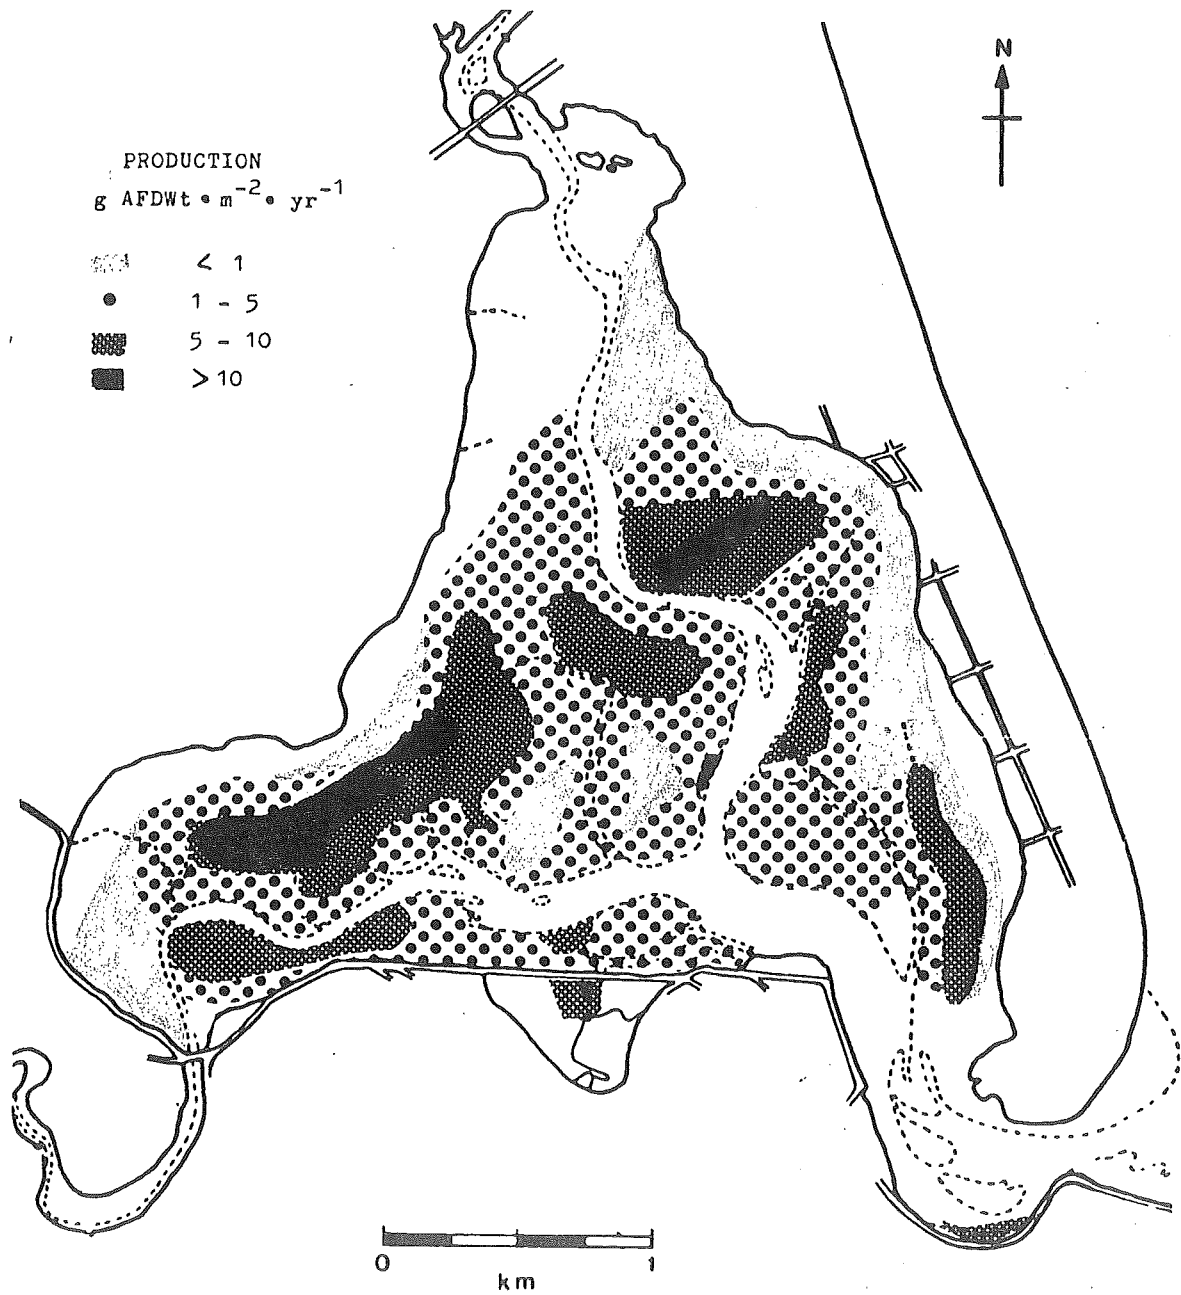 N
PRODUCTION
g AFDWt • m⁻² • yr⁻¹
< 1
1 - 5
5 - 10
> 10
0 1
km